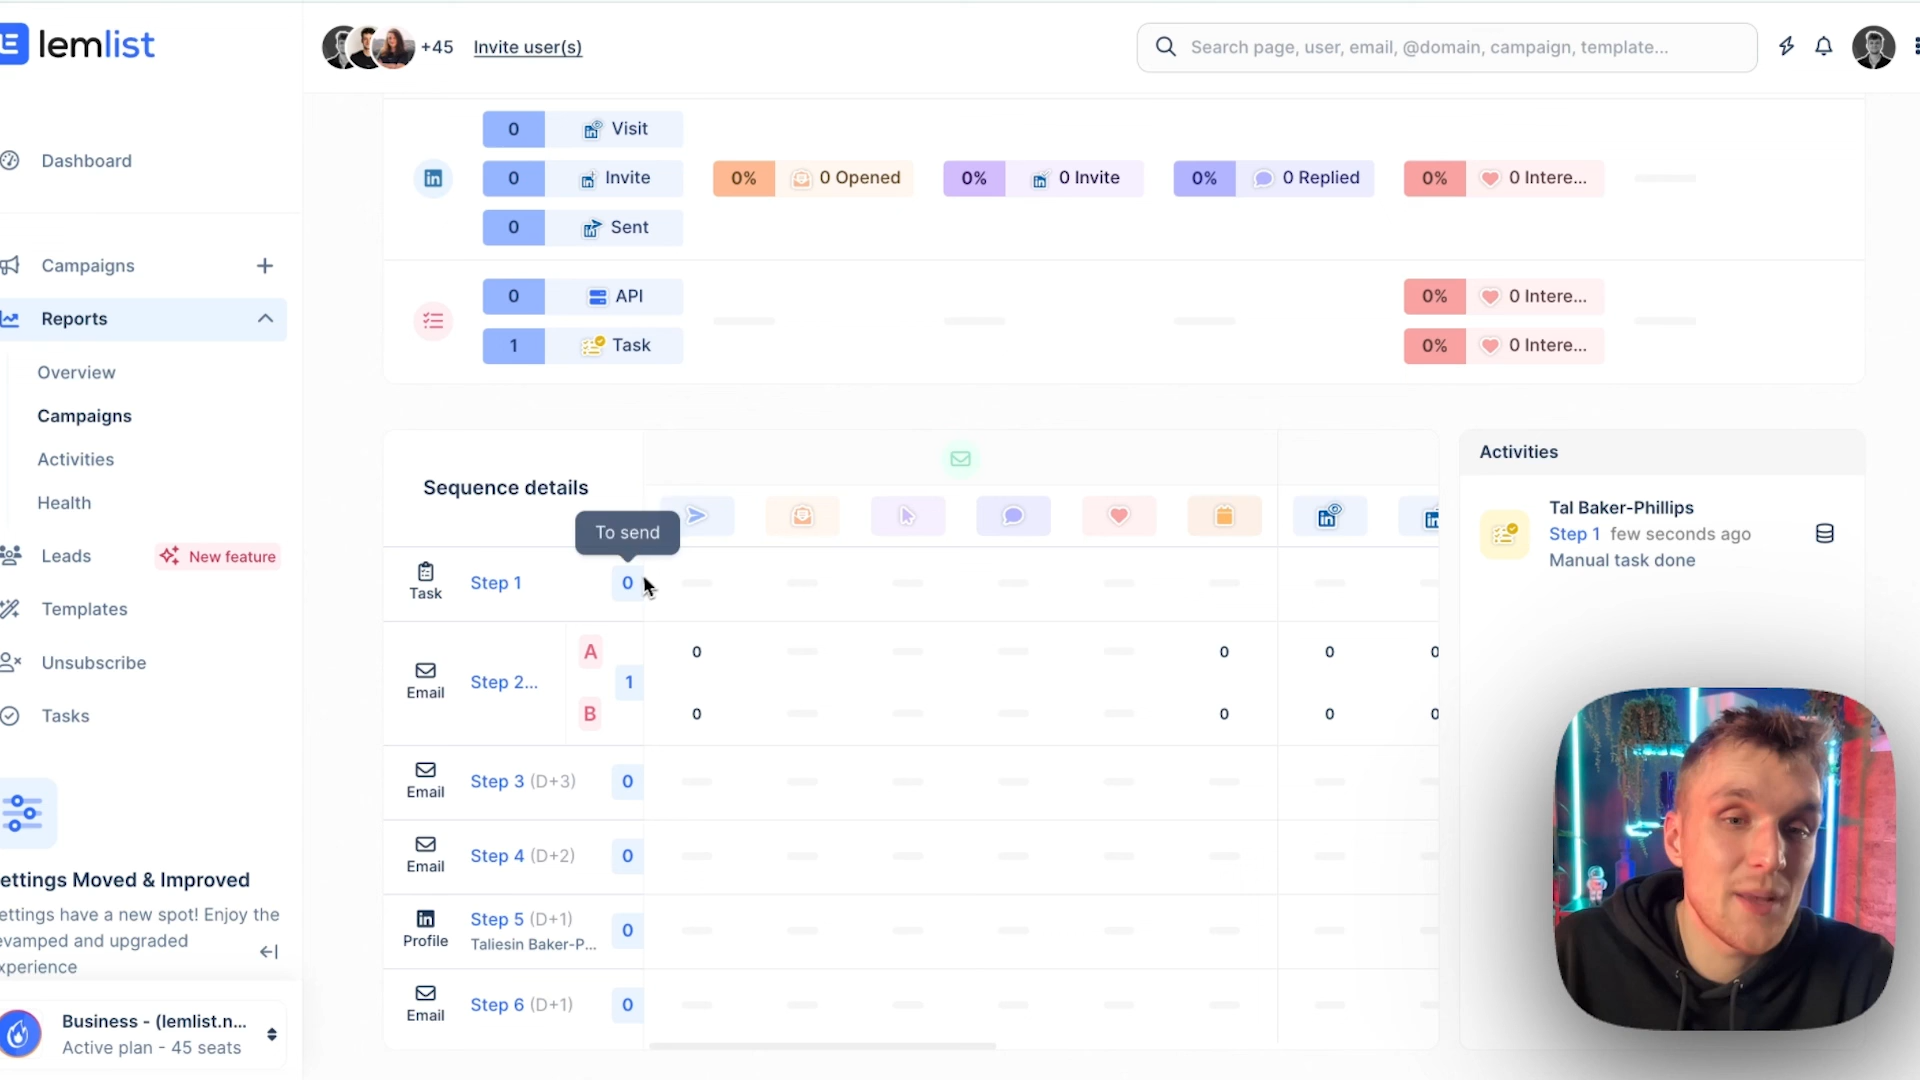 lemlist
+45
Invite user(s)
Search page, user, email, @domain, campaign, template...
Dashboard
Campaigns
Reports
Overview
Campaigns
Activities
Health
Leads
New feature
Templates
Unsubscribe
Tasks
ettings Moved & Improved
ettings have a new spot! Enjoy the
evamped and upgraded
xperience
Business - (lemlist.n...
Active plan - 45 seats
0 Visit
0 Invite
0% 0 Opened
0% 0 Invite
0% 0 Replied
0% 0 Intere...
0 Sent
0 API
0% 0 Intere...
1 Task
0% 0 Intere...
Sequence details
To send
Task
Step 1
0
A
0
0
0
0
Email
Step 2...
1
B
0
0
0
0
Email
Step 3 (D+3)
0
Email
Step 4 (D+2)
0
Profile
Step 5 (D+1)
Taliesin Baker-P...
0
Email
Step 6 (D+1)
0
Activities
Tal Baker-Phillips
Step 1 few seconds ago
Manual task done